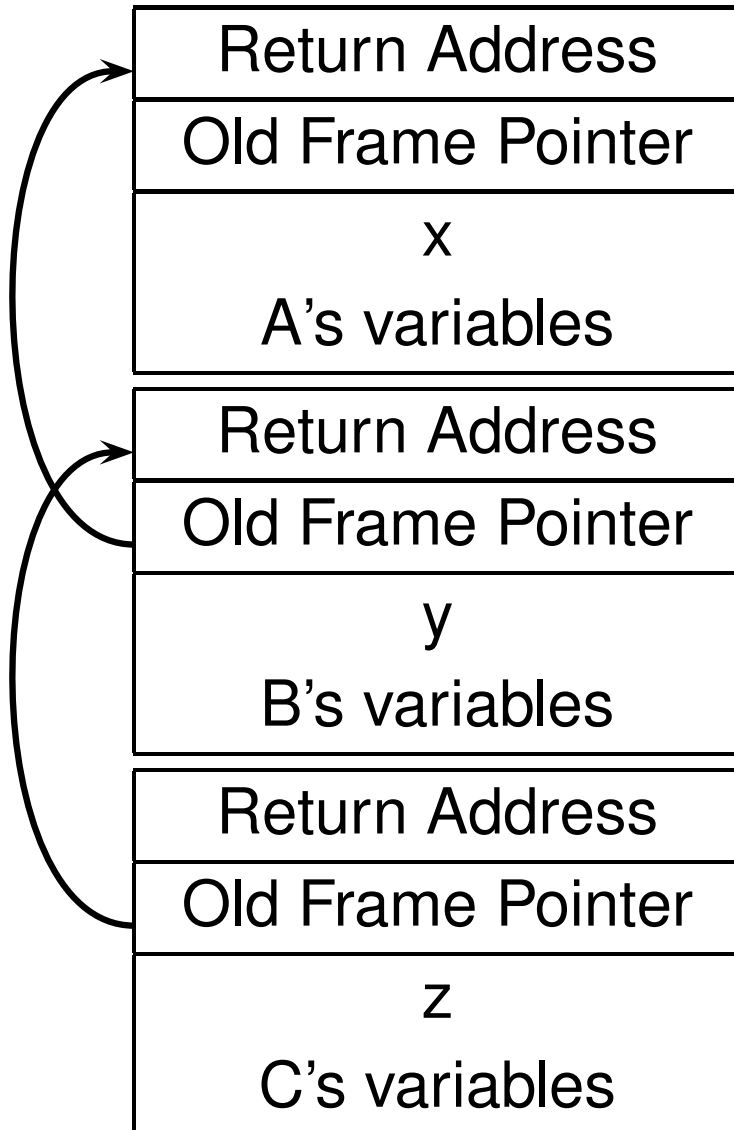 Return Address
Old Frame Pointer
x
A's variables
Return Address
Old Frame Pointer
y
B's variables
Return Address
Old Frame Pointer
z
C's variables